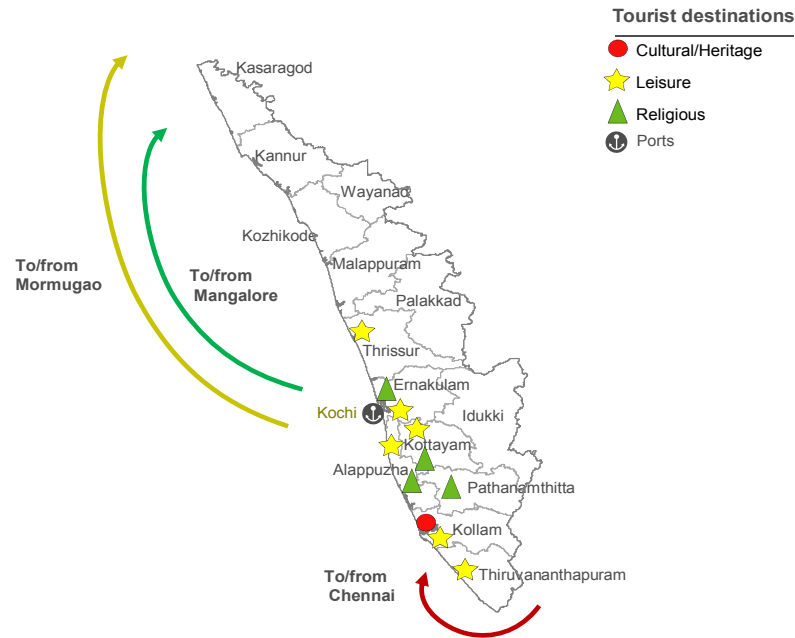 Tourist destinations
Cultural/Heritage
Leisure
Religious
Ports
Kasaragod
Kannur
Wayanad
Kozhikode
Malappuram
To/from
Mormugao
To/from
Mangalore
Palakkad
Thrissur
Ernakulam
Kochi
Idukki
Kottayam
Alappuzha
Pathanamthitta
Kollam
To/from
Chennai
Thiruvananthapuram